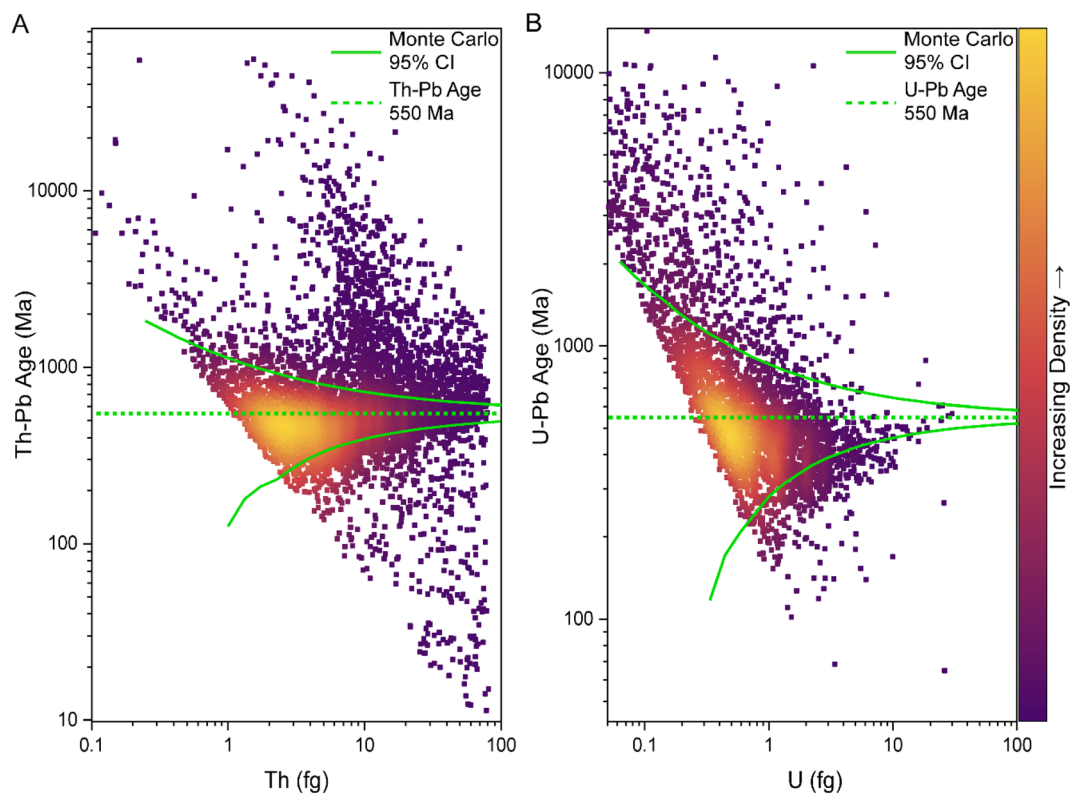 A
Monte Carlo
95% CI
Th-Pb Age
550 Ma
Th-Pb Age (Ma)
10000
1000
100
10
0.1
1
10
100
Th (fg)
B
Monte Carlo
95% CI
U-Pb Age
550 Ma
U-Pb Age (Ma)
10000
1000
100
0.1
1
10
100
U (fg)
Increasing Density →